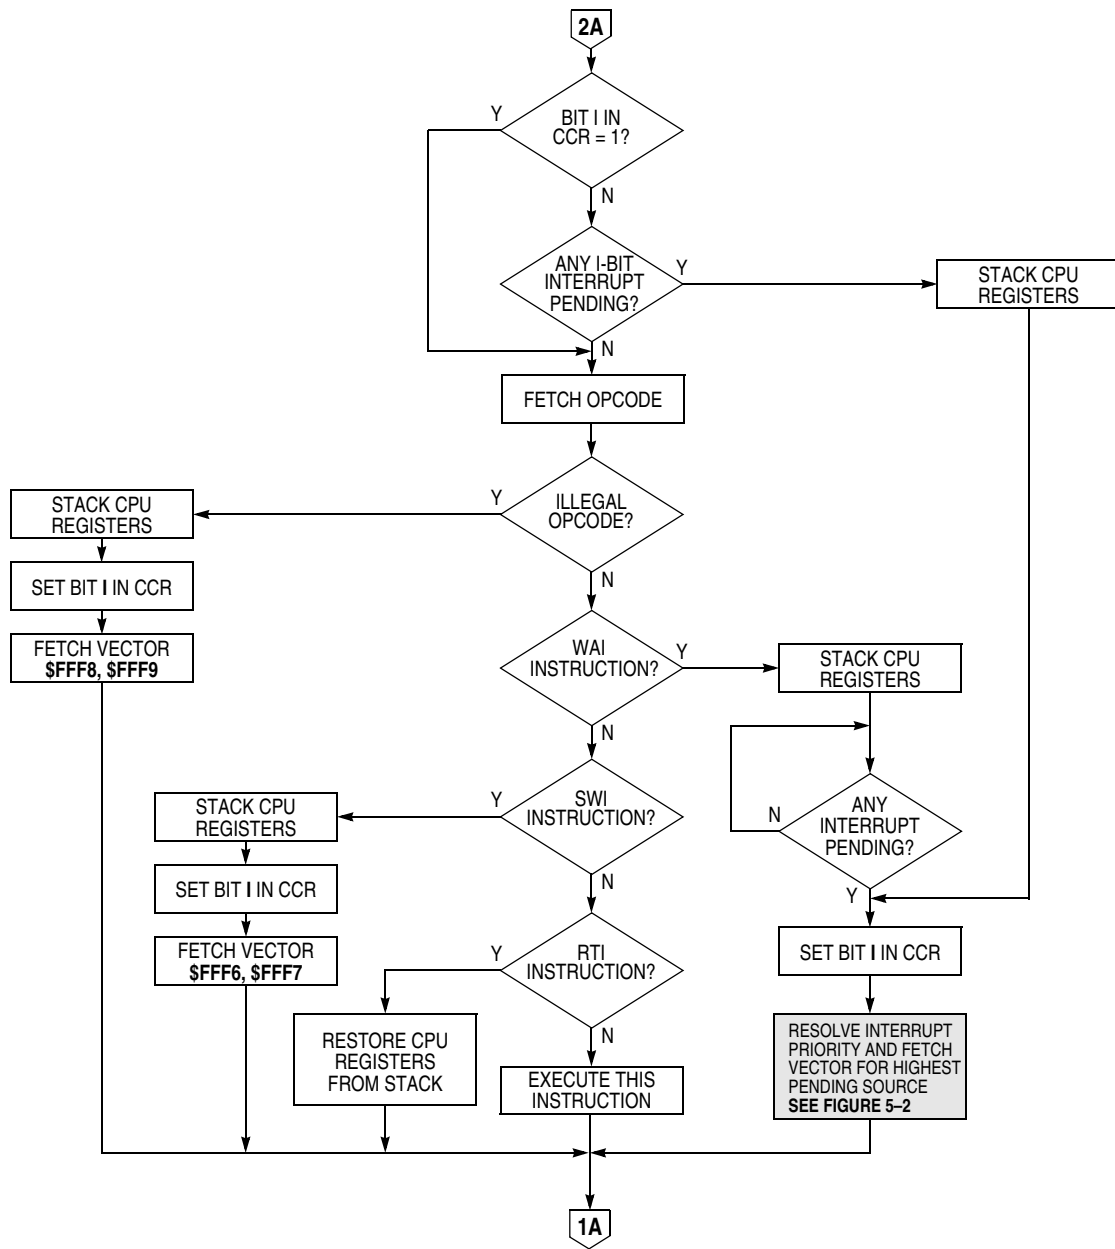 2A
Y
BIT I IN
CCR = 1?
N
ANY I-BIT
INTERRUPT
PENDING?
Y
STACK CPU
REGISTERS
N
FETCH OPCODE
Y
ILLEGAL
OPCODE?
STACK CPU
REGISTERS
N
SET BIT I IN CCR
FETCH VECTOR
$FFF8, $FFF9
WAI
INSTRUCTION?
Y
STACK CPU
REGISTERS
N
STACK CPU
REGISTERS
Y
SWI
INSTRUCTION?
N
ANY
INTERRUPT
PENDING?
SET BIT I IN CCR
N
Y
FETCH VECTOR
$FFF6, $FFF7
Y
RTI
INSTRUCTION?
SET BIT I IN CCR
N
RESTORE CPU
REGISTERS
FROM STACK
EXECUTE THIS
INSTRUCTION
RESOLVE INTERRUPT
PRIORITY AND FETCH
VECTOR FOR HIGHEST
PENDING SOURCE
SEE FIGURE 5–2
1A